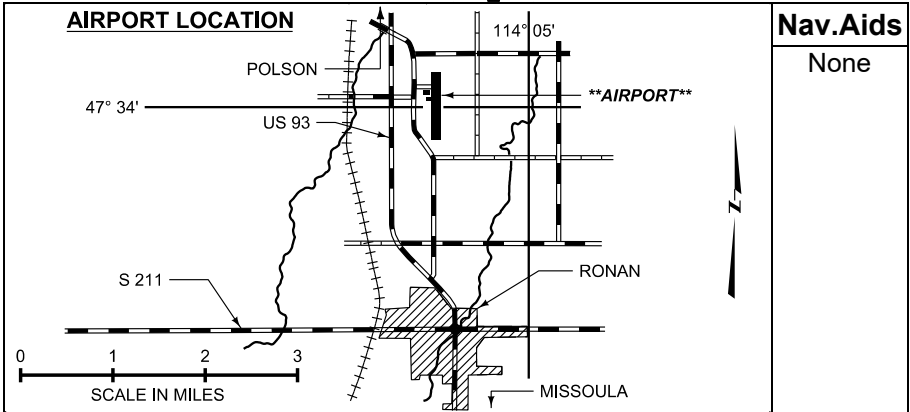 AIRPORT LOCATION
Nav.Aids
None
114° 05'
POLSON
**AIRPORT**
47° 34'
US 93
N
RONAN
S 211
0 1 2 3
SCALE IN MILES
MISSOULA